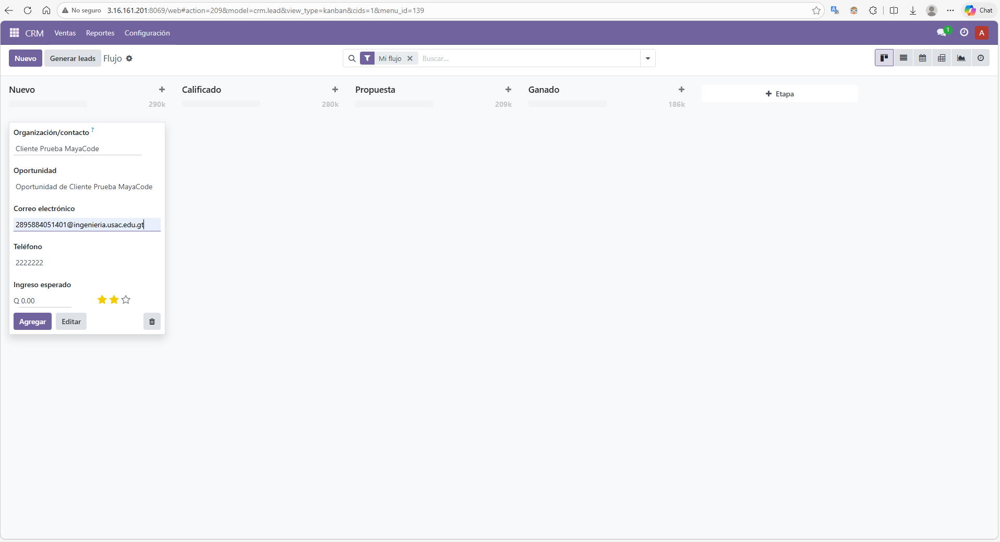 No seguro
3.16.161.201:8069/web#action=209&model=crm.lead&view_type=kanban&cids=1&menu_id=139
Chat
CRM
Ventas
Reportes
Configuración
1
A
Nuevo
Generar leads
Flujo
Mi flujo
Buscar...
Nuevo
290k
Calificado
280k
Propuesta
209k
Ganado
186k
Etapa
Organización/contacto ?
Cliente Prueba MayaCode
Oportunidad
Oportunidad de Cliente Prueba MayaCode
Correo electrónico
2895884051401@ingenieria.usac.edu.gt
Teléfono
2222222
Ingreso esperado
Q 0.00
Agregar
Editar